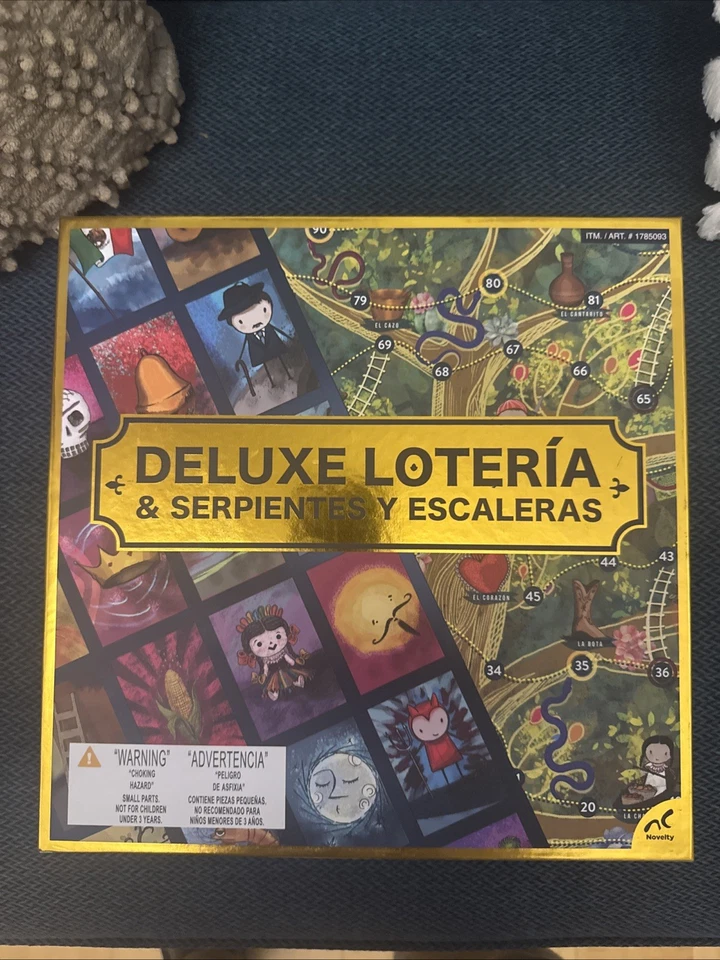 ITM. / ART. # 1785093
90
79
80
81
EL CAZO
EL CANTARITO
69
68
67
66
65
DELUXE LOTERÍA
& SERPIENTES Y ESCALERAS
44
43
EL CORAZÓN
45
LA BOTA
34
35
36
20
"WARNING"
"CHOKING
HAZARD"
SMALL PARTS.
NOT FOR CHILDREN
UNDER 3 YEARS.
"ADVERTENCIA"
"PELIGRO
DE ASFIXIA"
CONTIENE PIEZAS PEQUEÑAS.
NO RECOMENDADO PARA
NIÑOS MENORES DE 3 AÑOS.
Novelty